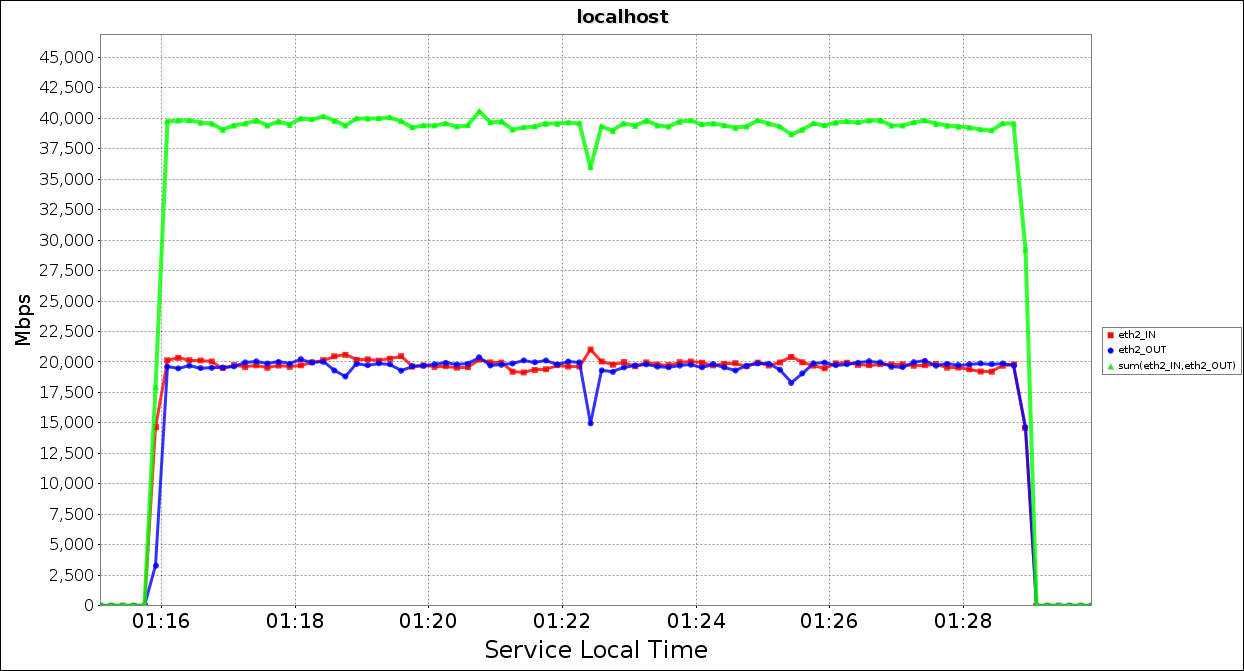 localhost
45,000
42,500
40,000
37,500
35,000
32,500
30,000
27,500
25,000
22,500
20,000
17,500
15,000
12,500
10,000
7,500
5,000
2,500
0
Mbps
01:16 01:18 01:20 01:22 01:24 01:26 01:28
Service Local Time
eth2_IN
eth2_OUT
sum(eth2_IN,eth2_OUT)